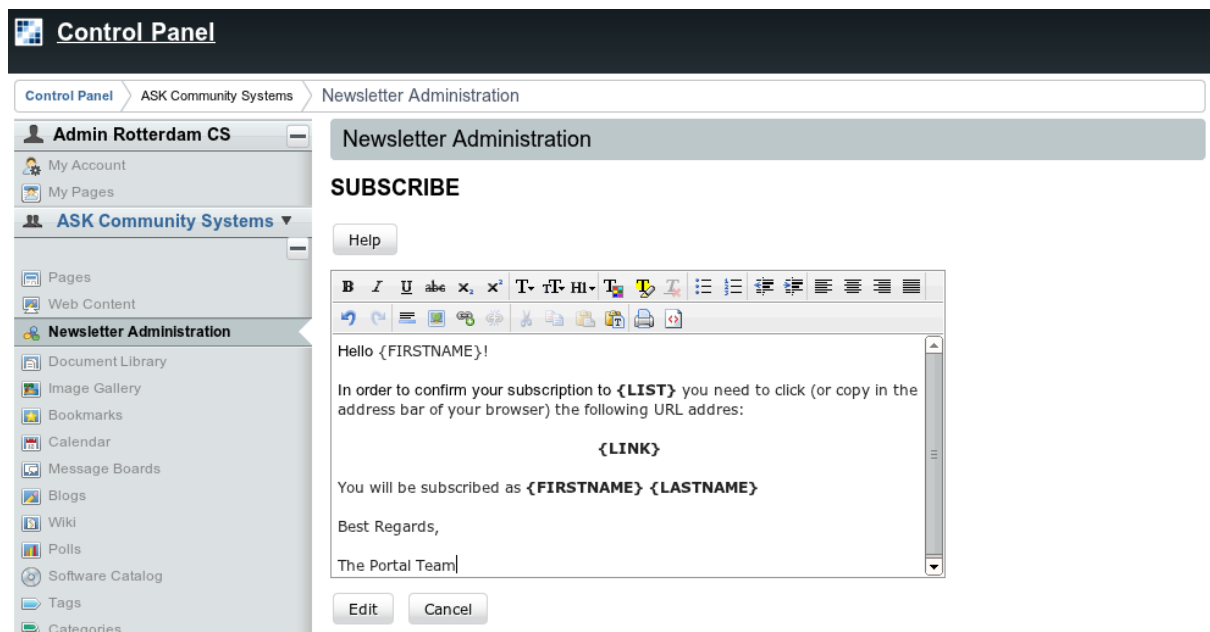 Control Panel
Control Panel ASK Community Systems Newsletter Administration
Admin Rotterdam CS
My Account
My Pages
ASK Community Systems
Pages
Web Content
Newsletter Administration
Document Library
Image Gallery
Bookmarks
Calendar
Message Boards
Blogs
Wiki
Polls
Software Catalog
Tags
Categories
Newsletter Administration
SUBSCRIBE
Help
Hello {FIRSTNAME}!
In order to confirm your subscription to {LIST} you need to click (or copy in the
address bar of your browser) the following URL addres:
{LINK}
You will be subscribed as {FIRSTNAME} {LASTNAME}
Best Regards,
The Portal Team
Edit Cancel